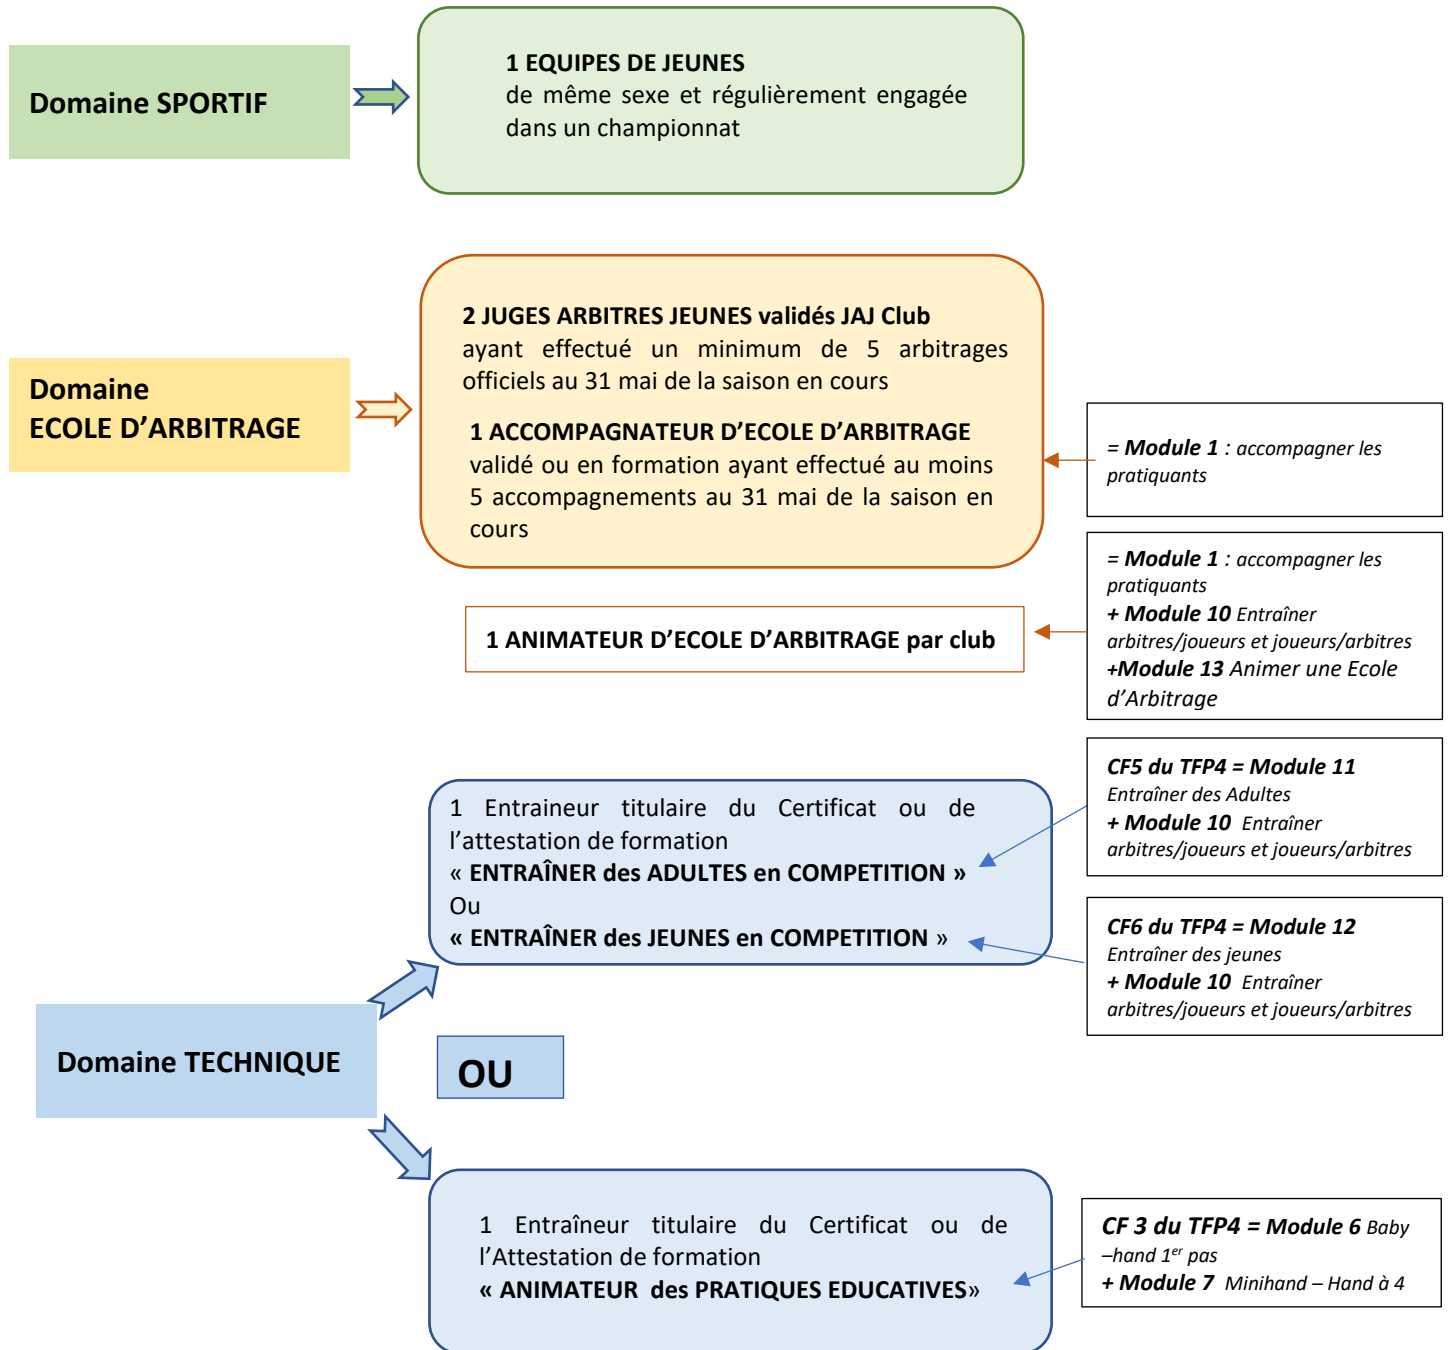 Domaine SPORTIF
1 EQUIPES DE JEUNES
de même sexe et régulièrement engagée
dans un championnat
Domaine
ECOLE D’ARBITRAGE
2 JUGES ARBITRES JEUNES validés JAJ Club
ayant effectué un minimum de 5 arbitrages
officiels au 31 mai de la saison en cours
1 ACCOMPAGNATEUR D’ECOLE D’ARBITRAGE
validé ou en formation ayant effectué au moins
5 accompagnements au 31 mai de la saison en
cours
= Module 1 : accompagner les
pratiquants
1 ANIMATEUR D’ECOLE D’ARBITRAGE par club
= Module 1 : accompagner les
pratiquants
+ Module 10 Entraîner
arbitres/joueurs et joueurs/arbitres
+Module 13 Animer une Ecole
d’Arbitrage
Domaine TECHNIQUE
1 Entraineur titulaire du Certificat ou de
l’attestation de formation
« ENTRAÎNER des ADULTES en COMPETITION »
Ou
« ENTRAÎNER des JEUNES en COMPETITION »
CF5 du TFP4 = Module 11
Entraîner des Adultes
+ Module 10 Entraîner
arbitres/joueurs et joueurs/arbitres
CF6 du TFP4 = Module 12
Entraîner des jeunes
+ Module 10 Entraîner
arbitres/joueurs et joueurs/arbitres
OU
1 Entraîneur titulaire du Certificat ou de
l’Attestation de formation
« ANIMATEUR des PRATIQUES EDUCATIVES»
CF 3 du TFP4 = Module 6 Baby
–hand 1er pas
+ Module 7 Minihand – Hand à 4